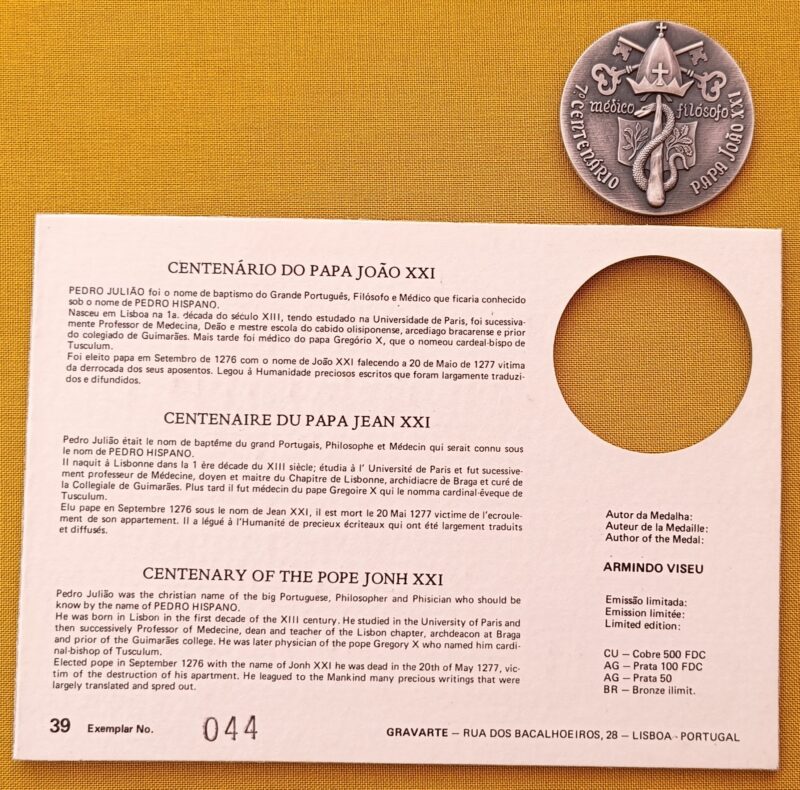 7º CENTENÁRIO
médico filósofo
PAPA JOÃO XXI
CENTENÁRIO DO PAPA JOÃO XXI
PEDRO JULIÃO foi o nome de baptismo do Grande Português, Filósofo e Médico que ficaria conhecido
sob o nome de PEDRO HISPANO.
Nasceu em Lisboa na 1a. década do século XIII, tendo estudado na Universidade de Paris, foi sucessiva-
mente Professor de Medecina, Deão e mestre escola do cabido olisiponense, arcediago bracarense e prior
do colegiado de Guimarães. Mais tarde foi médico do papa Gregório X, que o nomeou cardeal-bispo de
Tusculum.
Foi eleito papa em Setembro de 1276 com o nome de João XXI falecendo a 20 de Maio de 1277 vitima
da derrocada dos seus aposentos. Legou á Humanidade preciosos escritos que foram largamente traduzi-
dos e difundidos.
CENTENAIRE DU PAPA JEAN XXI
Pedro Julião était le nom de baptême du grand Portugais, Philosophe et Médecin qui serait connu sous
le nom de PEDRO HISPANO.
Il naquit à Lisbonne dans la 1 ère décade du XIII siècle; étudia à l' Université de Paris et fut successive-
ment professeur de Médecine, doyen et maitre du Chapitre de Lisbonne, archidiacre de Braga et curé de
la Collegiale de Guimarães. Plus tard il fut médecin du pape Gregoire X qui le nomma cardinal-êveque de
Tusculum.
Elu pape en Septembre 1276 sous le nom de Jean XXI, il est mort le 20 Mai 1277 victime de l'ecroule-
ment de son appartement. Il a légué à l'Humanité de precieux écriteaux qui ont été largement traduits
et diffusés.
CENTENARY OF THE POPE JONH XXI
Pedro Julião was the christian name of the big Portuguese, Philosopher and Phisician who should be
know by the name of PEDRO HISPANO.
He was born in Lisbon in the first decade of the XIII century. He studied in the University of Paris and
then successively Professor of Medecine, dean and teacher of the Lisbon chapter, archdeacon at Braga
and prior of the Guimarães college. He was later physician of the pope Gregory X who named him cardi-
nal-bishop of Tusculum.
Elected pope in September 1276 with the name of Jonh XXI he was dead in the 20th of May 1277, vic-
tim of the destruction of his apartment. He leagued to the Mankind many precious writings that were
largely translated and spred out.
Autor da Medalha:
Auteur de la Medaille:
Author of the Medal:
ARMINDO VISEU
Emissão limitada:
Emission limitée:
Limited edition:
CU – Cobre 500 FDC
AG – Prata 100 FDC
AG – Prata 50
BR – Bronze ilimit.
39 Exemplar No. 044
GRAVARTE – RUA DOS BACALHOEIROS, 28 – LISBOA - PORTUGAL